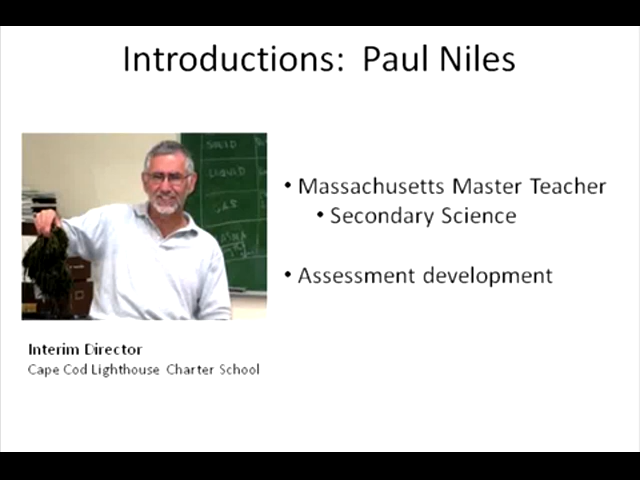 Introductions:  Paul Niles
SOLID
LIQUID
GAS
• Massachusetts Master Teacher
• Secondary Science
• Assessment development
Interim Director
Cape Cod Lighthouse Charter School